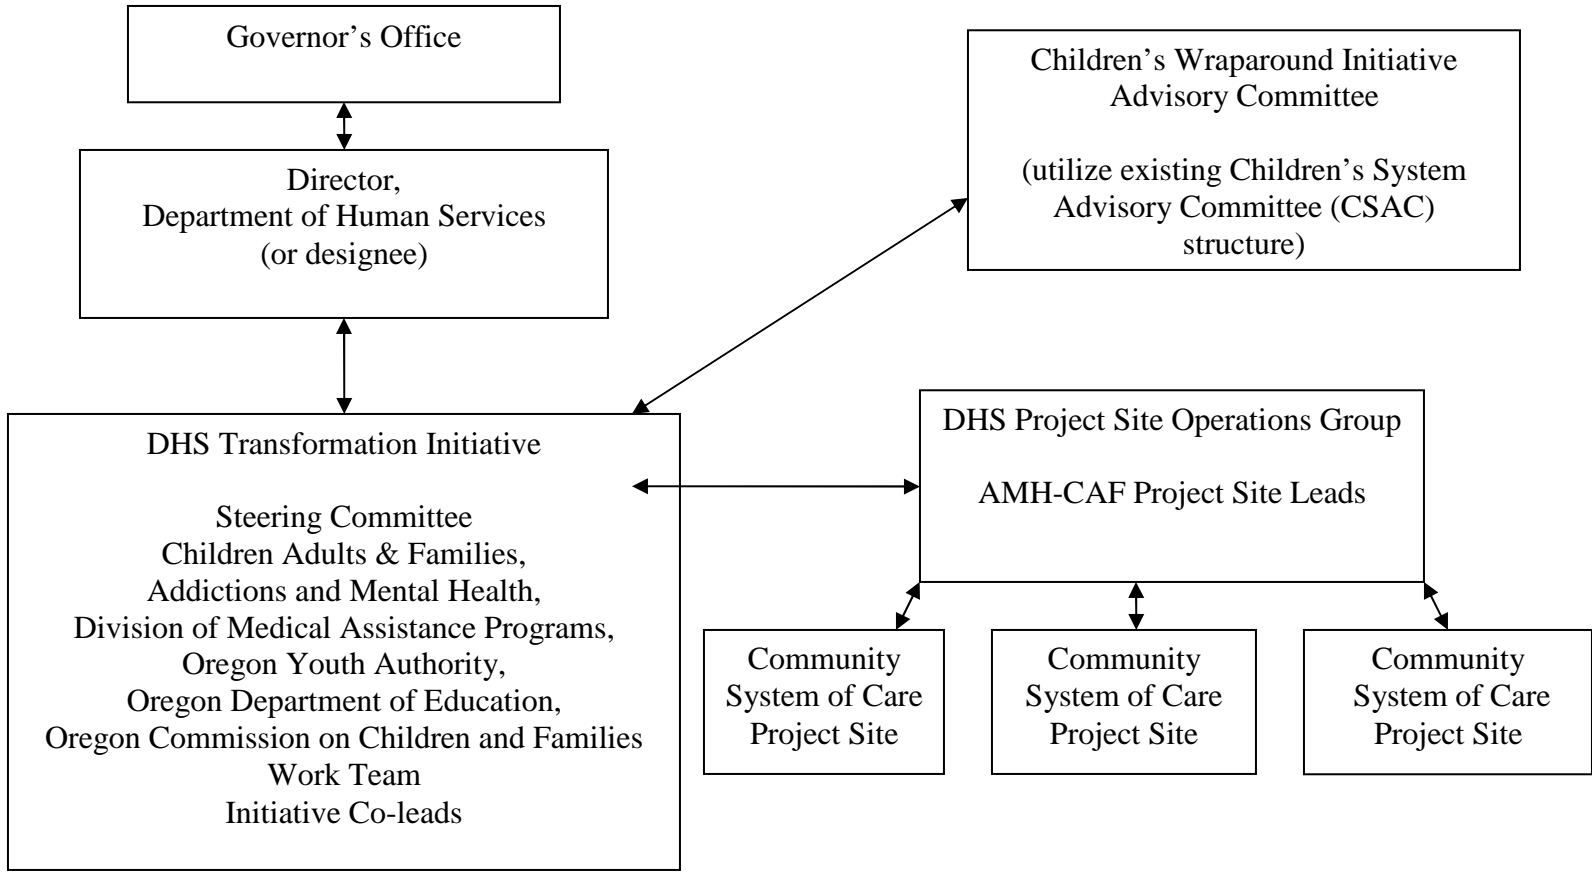 Governor’s Office
Director,
Department of Human Services
(or designee)
Children’s Wraparound Initiative
Advisory Committee
(utilize existing Children’s System
Advisory Committee (CSAC)
structure)
DHS Transformation Initiative
Steering Committee
Children Adults & Families,
Addictions and Mental Health,
Division of Medical Assistance Programs,
Oregon Youth Authority,
Oregon Department of Education,
Oregon Commission on Children and Families
Work Team
Initiative Co-leads
DHS Project Site Operations Group
AMH-CAF Project Site Leads
Community
System of Care
Project Site
Community
System of Care
Project Site
Community
System of Care
Project Site